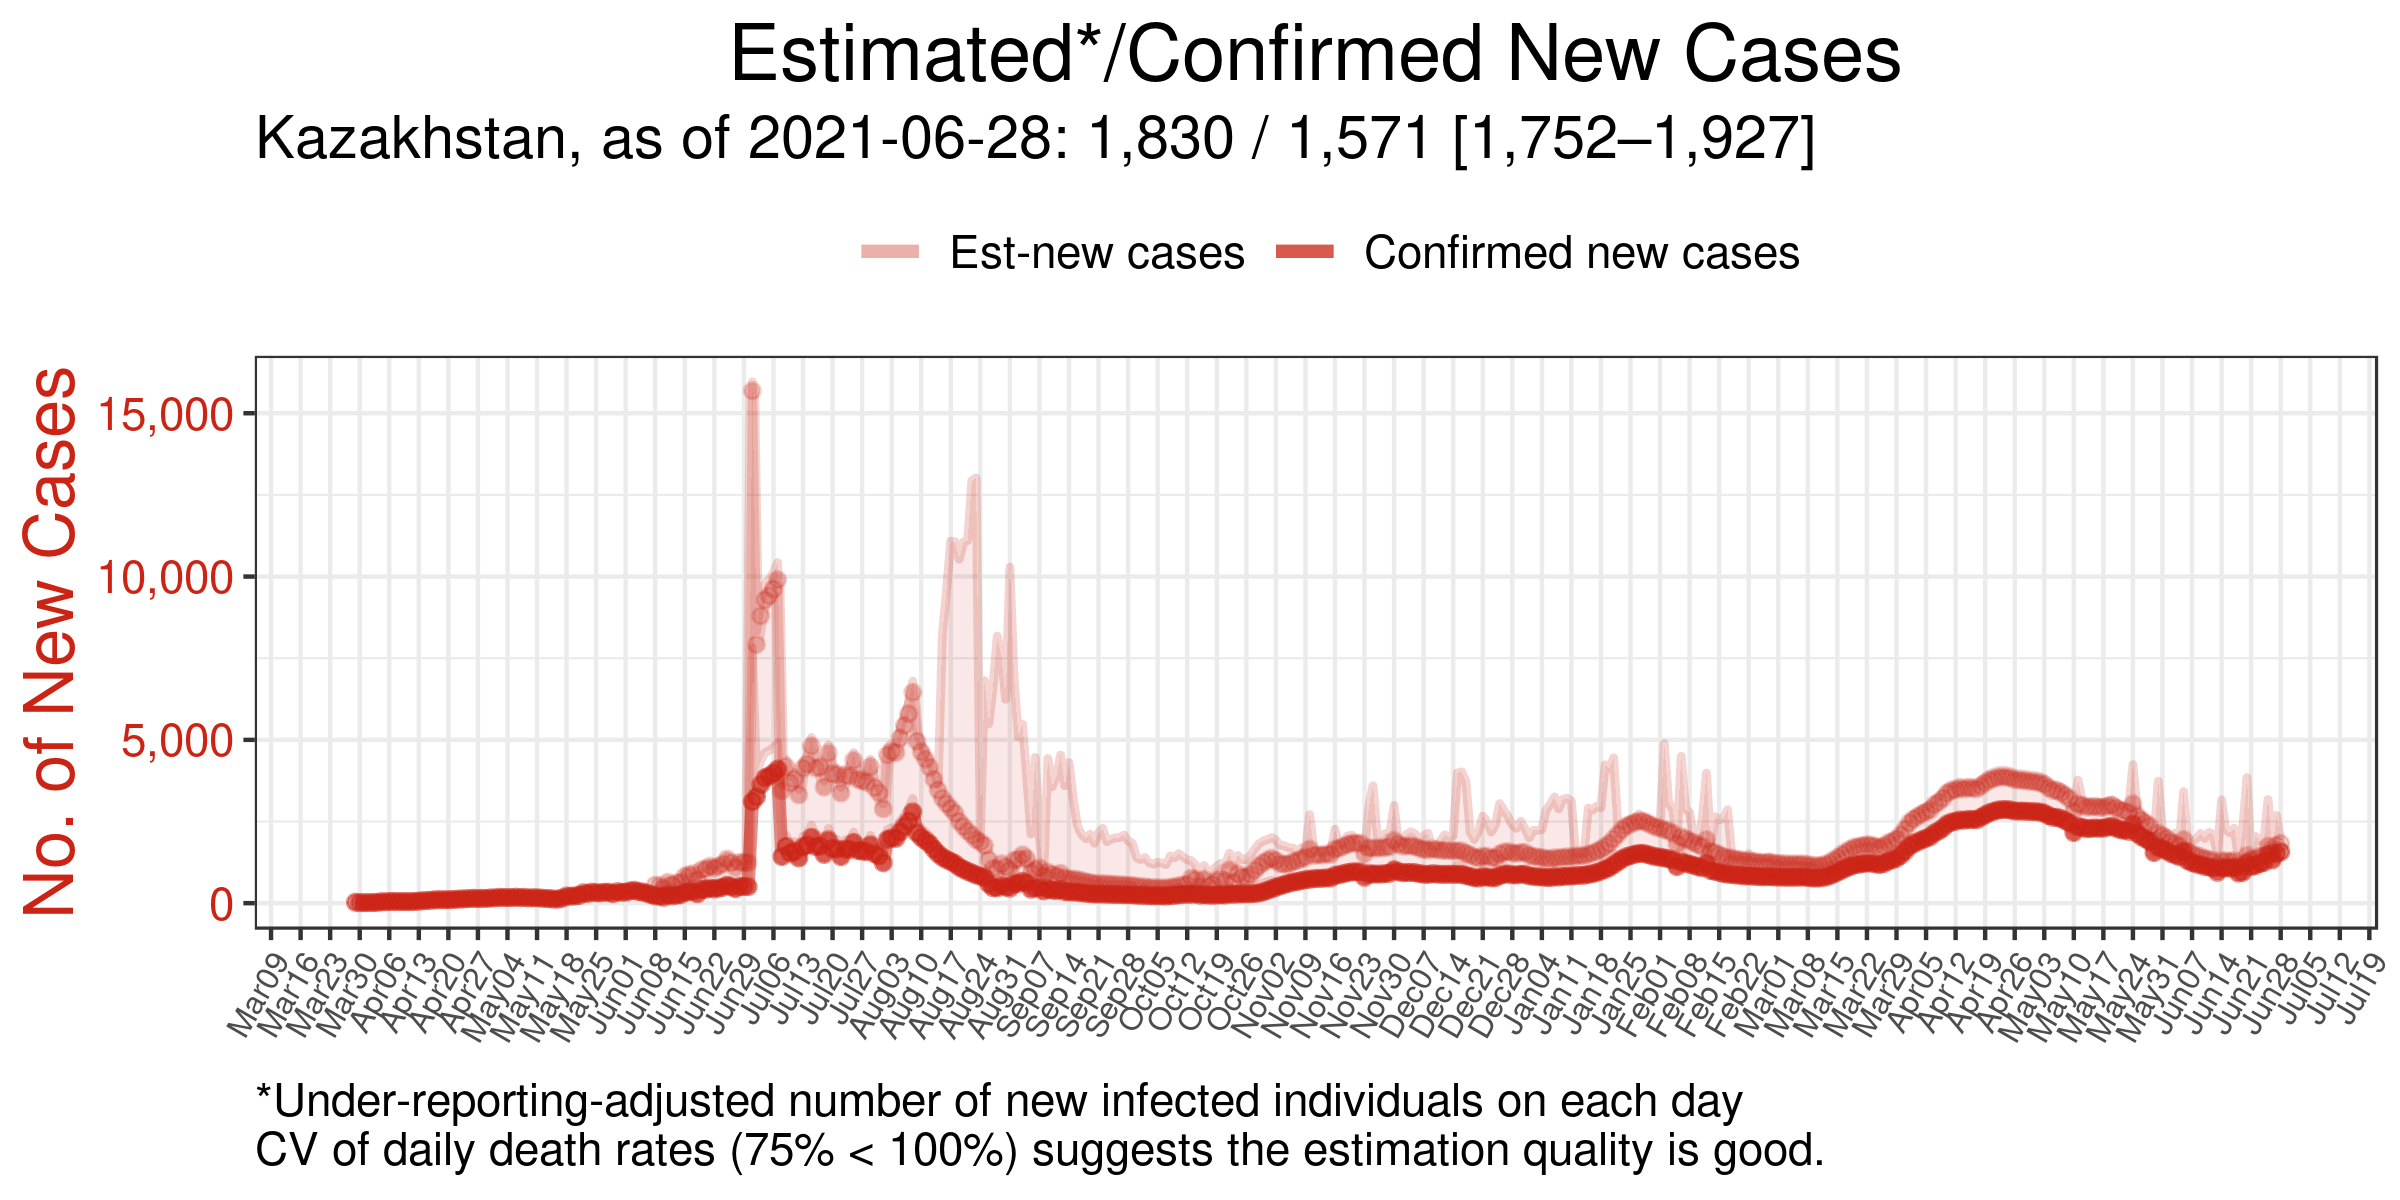 Estimated*/Confirmed New Cases
Kazakhstan, as of 2021-06-28: 1,830 / 1,571 [1,752–1,927]
Est-new cases Confirmed new cases
No. of New Cases
15,000
10,000
5,000
0
Mar09 Mar16 Mar23 Mar30 Apr06 Apr13 Apr20 Apr27 May04 May11 May18 May25 Jun01 Jun08 Jun15 Jun22 Jun29 Jul06 Jul13 Jul20 Jul27 Aug03 Aug10 Aug17 Aug24 Aug31 Sep07 Sep14 Sep21 Sep28 Oct05 Oct12 Oct19 Oct26 Nov02 Nov09 Nov16 Nov23 Nov30 Dec07 Dec14 Dec21 Dec28 Jan04 Jan11 Jan18 Jan25 Feb01 Feb08 Feb15 Feb22 Mar01 Mar08 Mar15 Mar22 Mar29 Apr05 Apr12 Apr19 Apr26 May03 May10 May17 May24 May31 Jun07 Jun14 Jun21 Jun28 Jul05 Jul12 Jul19
*Under-reporting-adjusted number of new infected individuals on each day
CV of daily death rates (75% < 100%) suggests the estimation quality is good.